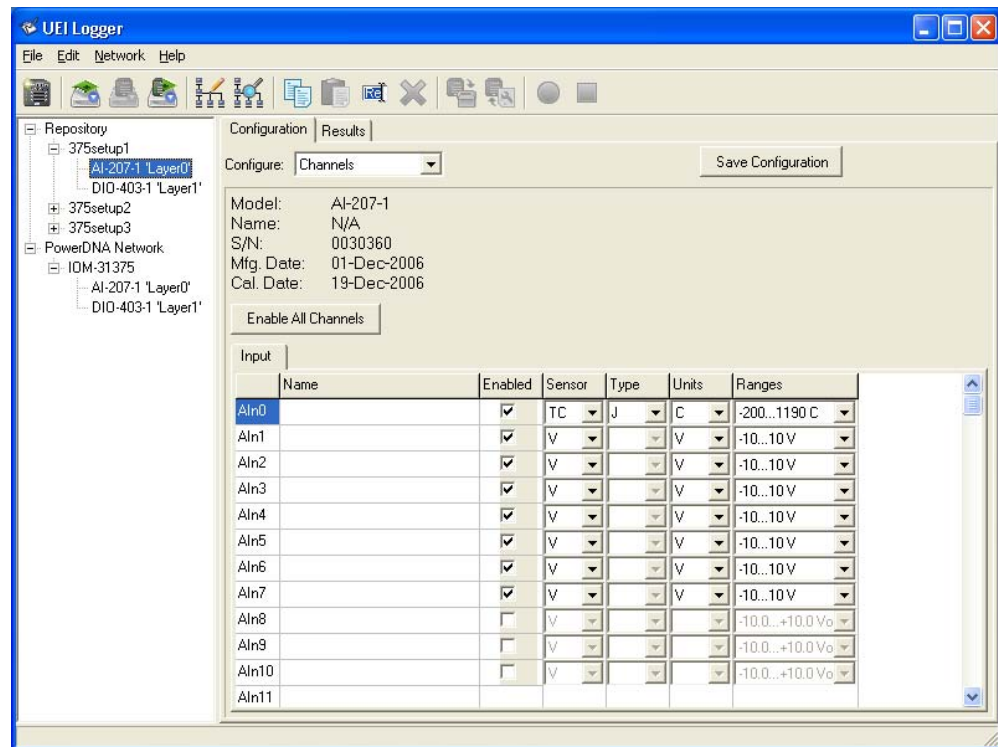 UEI Logger
File Edit Network Help
Repository
375setup1
AI-207-1 'Layer0'
DIO-403-1 'Layer1'
375setup2
375setup3
PowerDNA Network
IOM-31375
AI-207-1 'Layer0'
DIO-403-1 'Layer1'
Configuration Results
Configure: Channels Save Configuration
Model: AI-207-1
Name: N/A
S/N: 0030360
Mfg. Date: 01-Dec-2006
Cal. Date: 19-Dec-2006
Enable All Channels
Input
Name Enabled Sensor Type Units Ranges
AIn0 TC J C -200...1190 C
AIn1 V V -10...10 V
AIn2 V V -10...10 V
AIn3 V V -10...10 V
AIn4 V V -10...10 V
AIn5 V V -10...10 V
AIn6 V V -10...10 V
AIn7 V V -10...10 V
AIn8 V -10.0...+10.0 Vo
AIn9 V -10.0...+10.0 Vo
AIn10 V -10.0...+10.0 Vo
AIn11